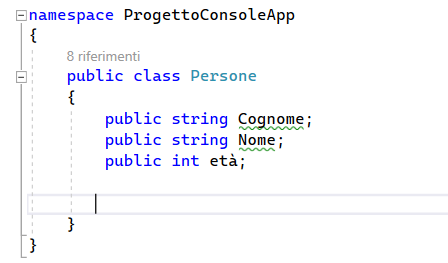 namespace ProgettoConsoleApp
{
8 riferimenti
public class Persone
{
public string Cognome;
public string Nome;
public int età;
}
}